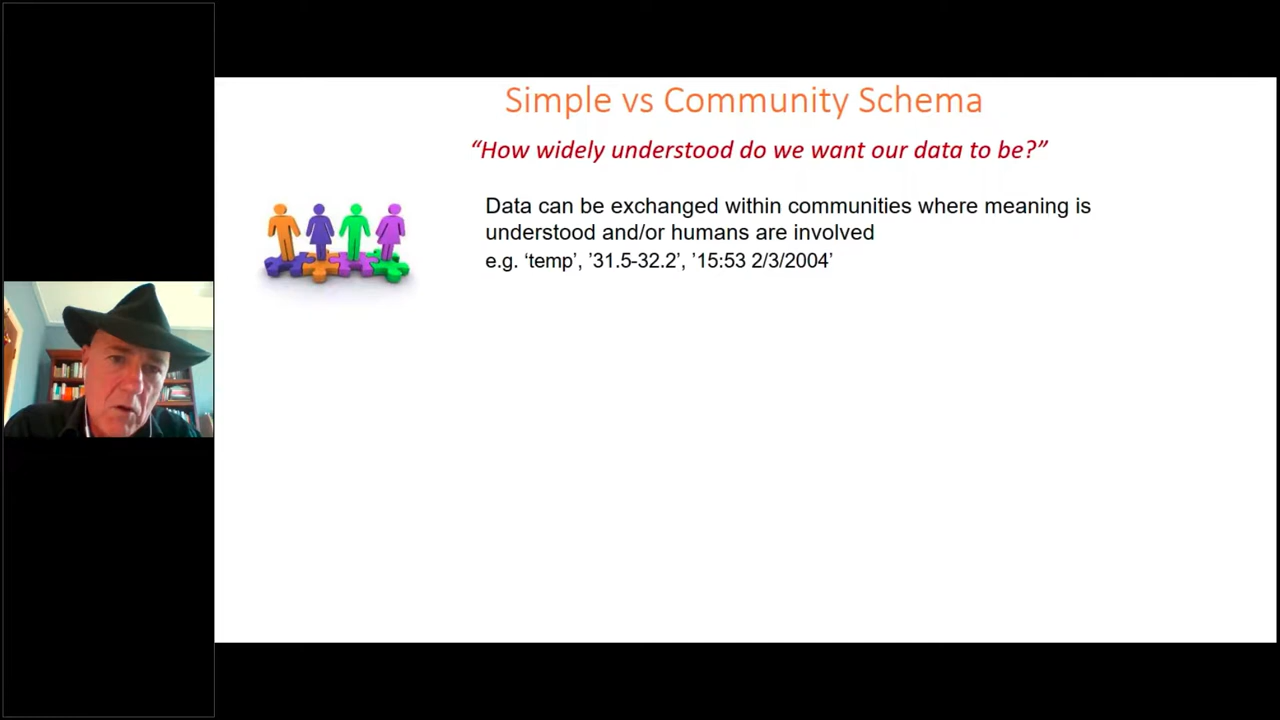 Simple vs Community Schema
“How widely understood do we want our data to be?”
Data can be exchanged within communities where meaning is
understood and/or humans are involved
e.g. ‘temp’, ’31.5-32.2’, ’15:53 2/3/2004’